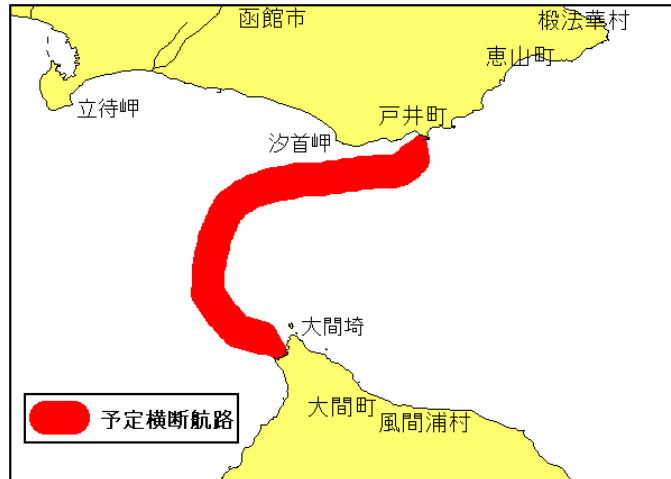 函館市
椴法華村
恵山町
立待岬
戸井町
汐首岬
大間埼
大間町
風間浦村
予定横断航路